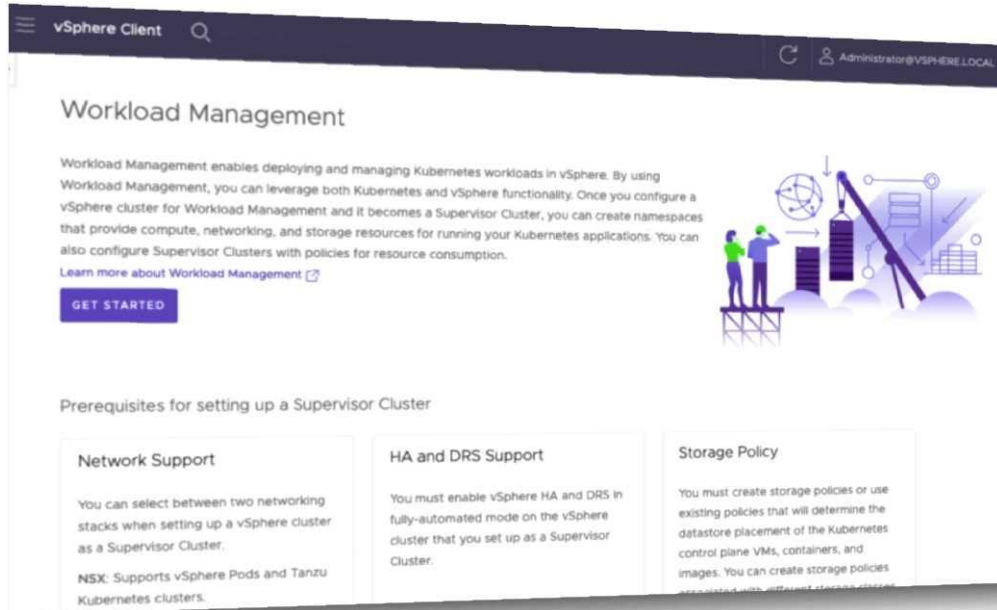 vSphere Client
Administrator@VSPHERE.LOCAL
Workload Management
Workload Management enables deploying and managing Kubernetes workloads in vSphere. By using
Workload Management, you can leverage both Kubernetes and vSphere functionality. Once you configure a
vSphere cluster for Workload Management and it becomes a Supervisor Cluster, you can create namespaces
that provide compute, networking, and storage resources for running your Kubernetes applications. You can
also configure Supervisor Clusters with policies for resource consumption.
Learn more about Workload Management
GET STARTED
Prerequisites for setting up a Supervisor Cluster
Network Support
You can select between two networking
stacks when setting up a vSphere cluster
as a Supervisor Cluster.
NSX: Supports vSphere Pods and Tanzu
Kubernetes clusters.
HA and DRS Support
You must enable vSphere HA and DRS in
fully-automated mode on the vSphere
cluster that you set up as a Supervisor
Cluster.
Storage Policy
You must create storage policies or use
existing policies that will determine the
datastore placement of the Kubernetes
control plane VMs, containers, and
images. You can create storage policies
associated with different storage classes